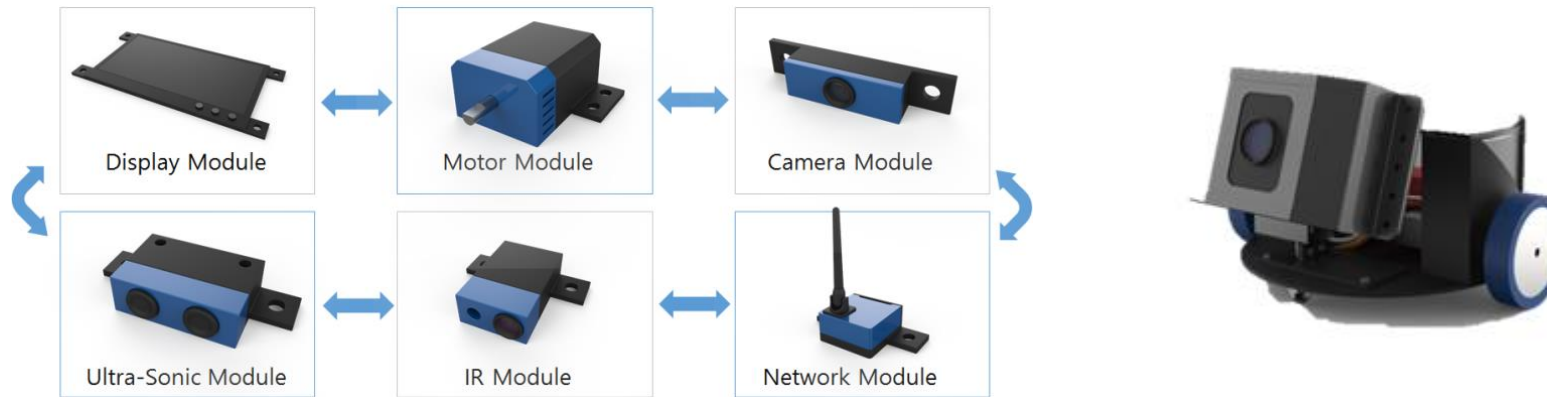 Display Module
Motor Module
Camera Module
Ultra-Sonic Module
IR Module
Network Module